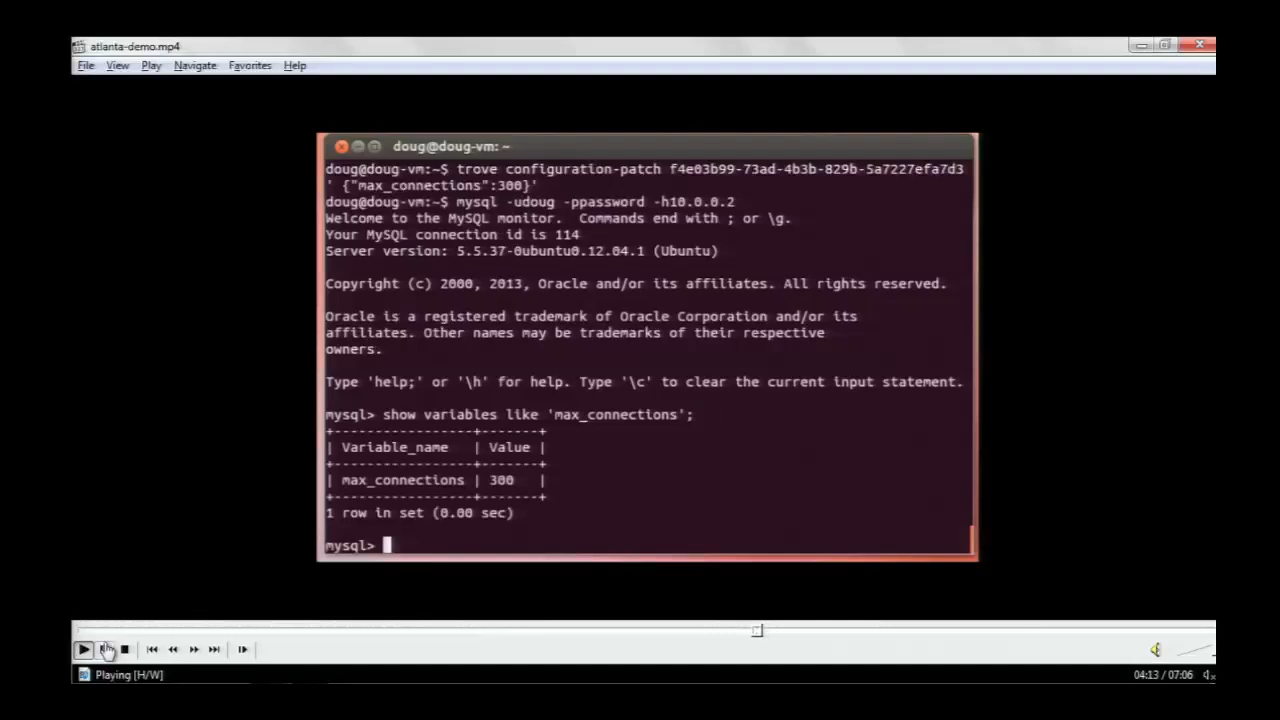 atlanta-demo.mp4
File View Play Navigate Favorites Help
doug@doug-vm: ~
doug@doug-vm:~$ trove configuration-patch f4e03b99-73ad-4b3b-829b-5a7227efa7d3
' {"max_connections":300}'
doug@doug-vm:~$ mysql -udoug -ppassword -h10.0.0.2
Welcome to the MySQL monitor.  Commands end with ; or \g.
Your MySQL connection id is 114
Server version: 5.5.37-0ubuntu0.12.04.1 (Ubuntu)
Copyright (c) 2000, 2013, Oracle and/or its affiliates. All rights reserved.
Oracle is a registered trademark of Oracle Corporation and/or its
affiliates. Other names may be trademarks of their respective
owners.
Type 'help;' or '\h' for help. Type '\c' to clear the current input statement.
mysql> show variables like 'max_connections';
+-----------------+-------+
| Variable_name   | Value |
+-----------------+-------+
| max_connections | 300   |
+-----------------+-------+
1 row in set (0.00 sec)
mysql>
Playing [H/W] 04:13 / 07:06